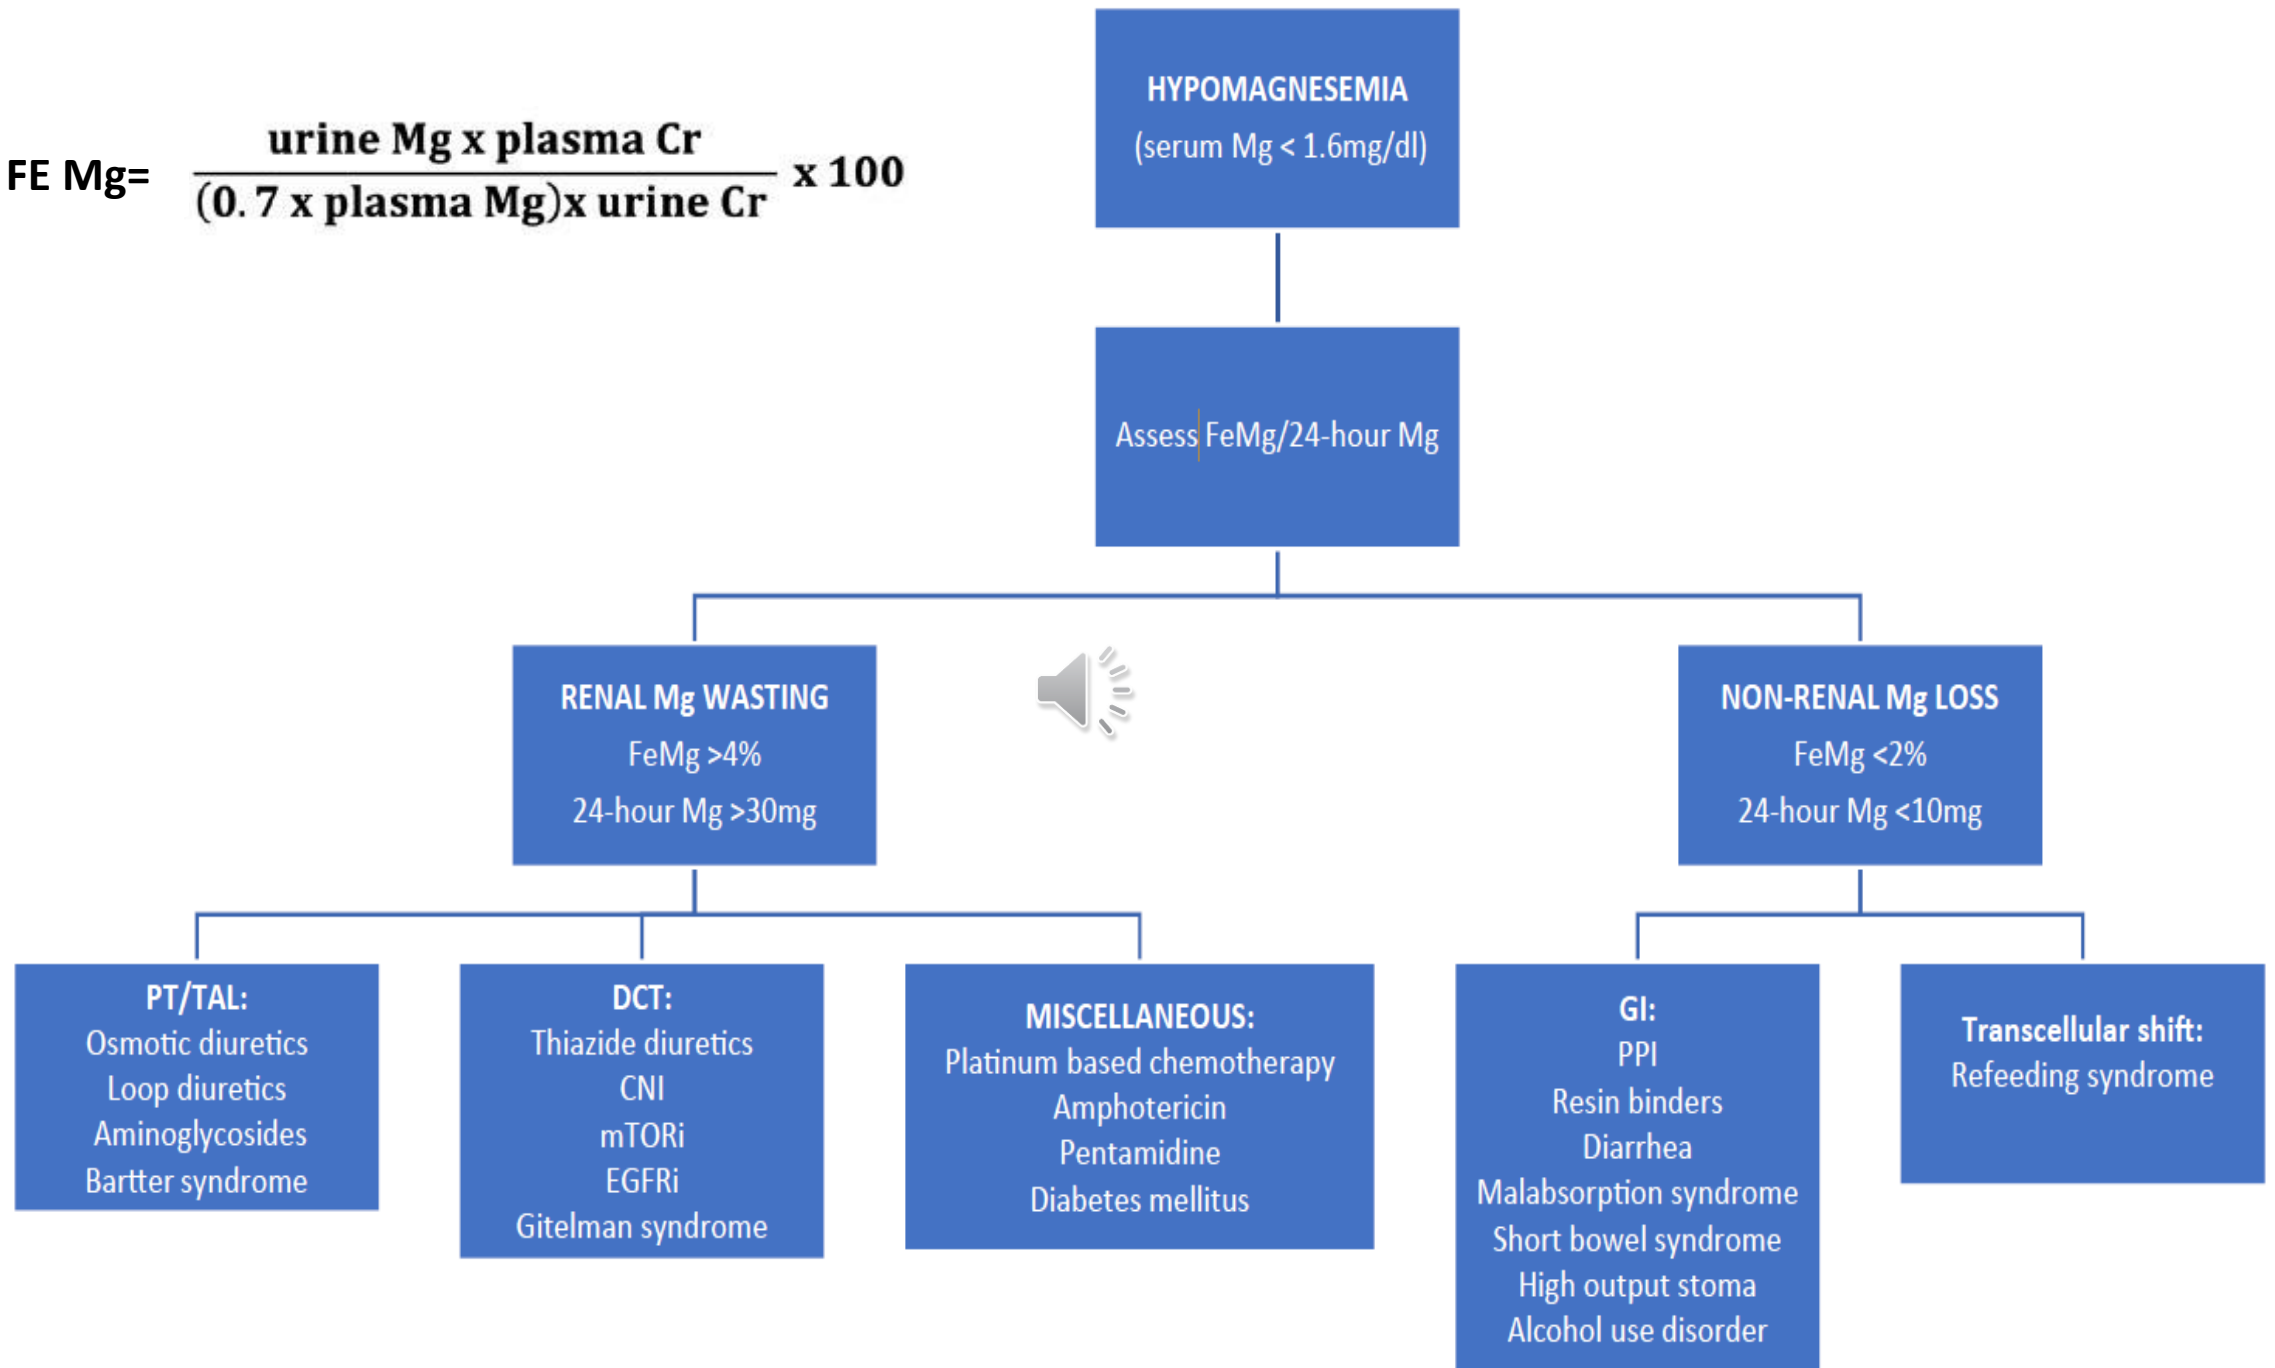 FE Mg=
urine Mg x plasma Cr
(0. 7 x plasma Mg)x urine Cr
x 100
HYPOMAGNESEMIA
(serum Mg < 1.6mg/dl)
Assess FeMg/24-hour Mg
RENAL Mg WASTING
FeMg >4%
24-hour Mg >30mg
NON-RENAL Mg LOSS
FeMg <2%
24-hour Mg <10mg
PT/TAL:
Osmotic diuretics
Loop diuretics
Aminoglycosides
Bartter syndrome
DCT:
Thiazide diuretics
CNI
mTORi
EGFRi
Gitelman syndrome
MISCELLANEOUS:
Platinum based chemotherapy
Amphotericin
Pentamidine
Diabetes mellitus
GI:
PPI
Resin binders
Diarrhea
Malabsorption syndrome
Short bowel syndrome
High output stoma
Alcohol use disorder
Transcellular shift:
Refeeding syndrome